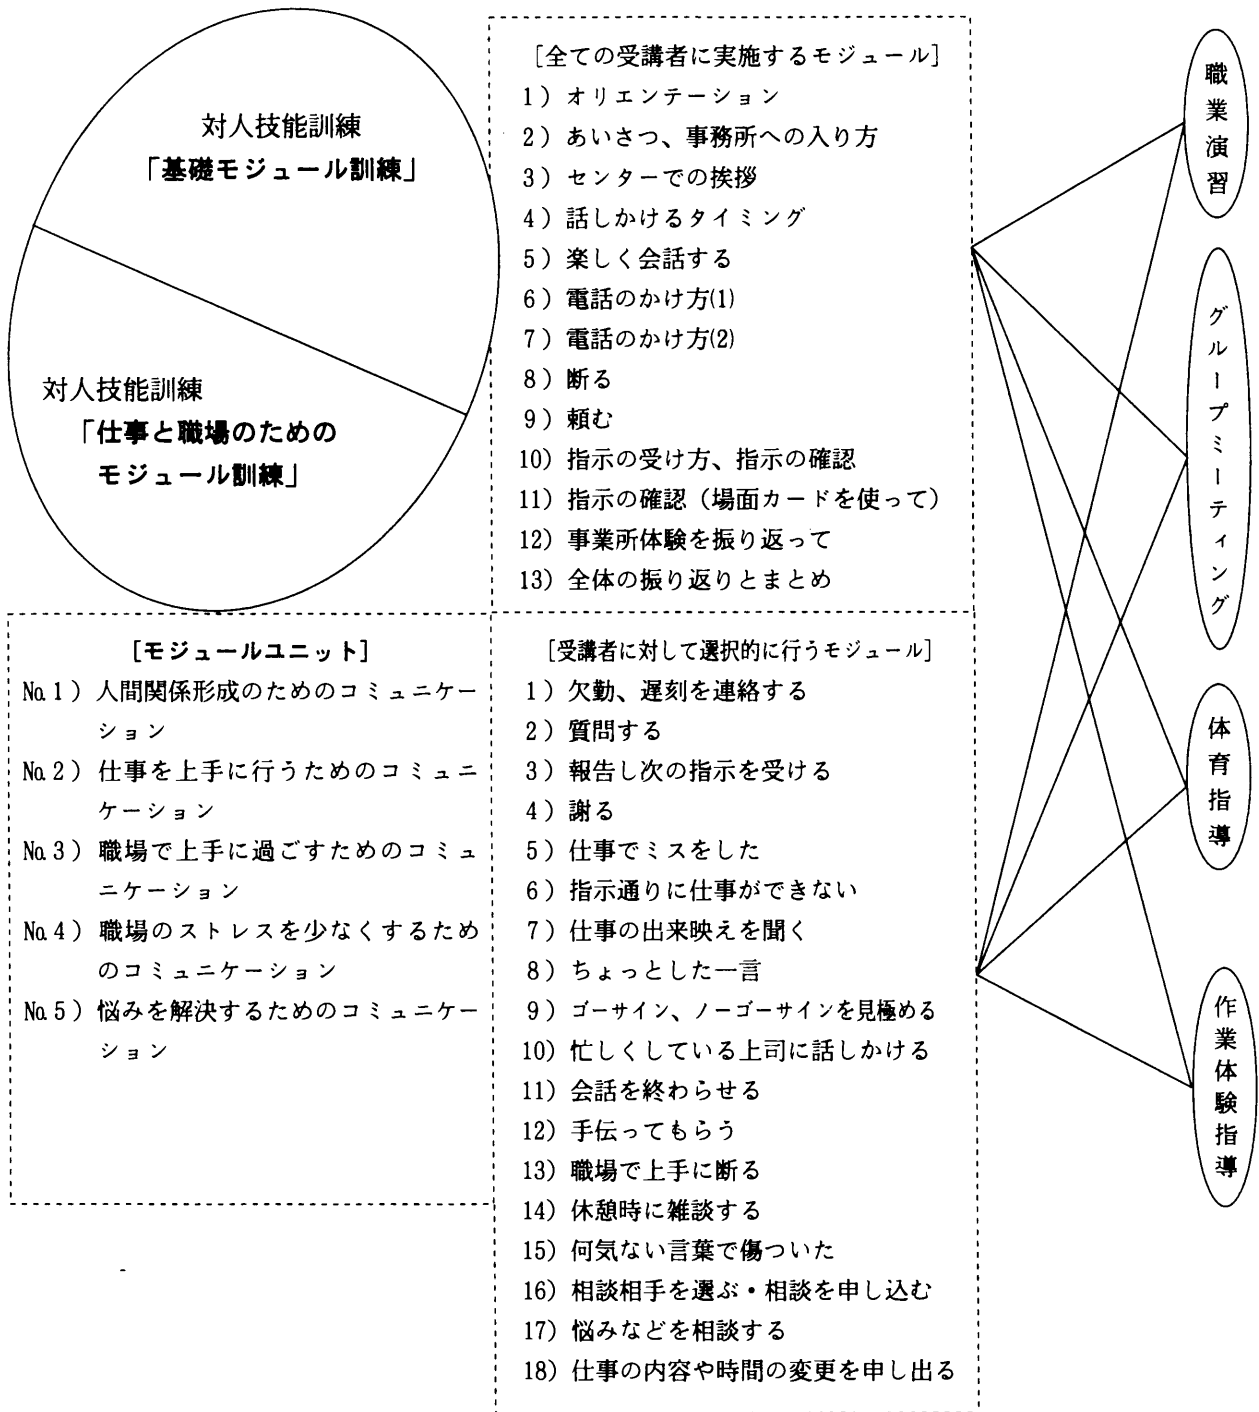 対人技能訓練
「基礎モジュール訓練」
対人技能訓練
「仕事と職場のための
モジュール訓練」
[全ての受講者に実施するモジュール]
1）オリエンテーション
2）あいさつ、事務所への入り方
3）センターでの挨拶
4）話しかけるタイミング
5）楽しく会話する
6）電話のかけ方(1)
7）電話のかけ方(2)
8）断る
9）頼む
10）指示の受け方、指示の確認
11）指示の確認（場面カードを使って）
12）事業所体験を振り返って
13）全体の振り返りとまとめ
[モジュールユニット]
No.1）人間関係形成のためのコミュニケー
ション
No.2）仕事を上手に行うためのコミュニ
ケーション
No.3）職場で上手に過ごすためのコミュ
ニケーション
No.4）職場のストレスを少なくするため
のコミュニケーション
No.5）悩みを解決するためのコミュニケー
ション
[受講者に対して選択的に行うモジュール]
1）欠勤、遅刻を連絡する
2）質問する
3）報告し次の指示を受ける
4）謝る
5）仕事でミスをした
6）指示通りに仕事ができない
7）仕事の出来映えを聞く
8）ちょっとした一言
9）ゴーサイン、ノーゴーサインを見極める
10）忙しくしている上司に話しかける
11）会話を終わらせる
12）手伝ってもらう
13）職場で上手に断る
14）休憩時に雑談する
15）何気ない言葉で傷ついた
16）相談相手を選ぶ・相談を申し込む
17）悩みなどを相談する
18）仕事の内容や時間の変更を申し出る
職業演習
グループミーティング
体育指導
作業体験指導